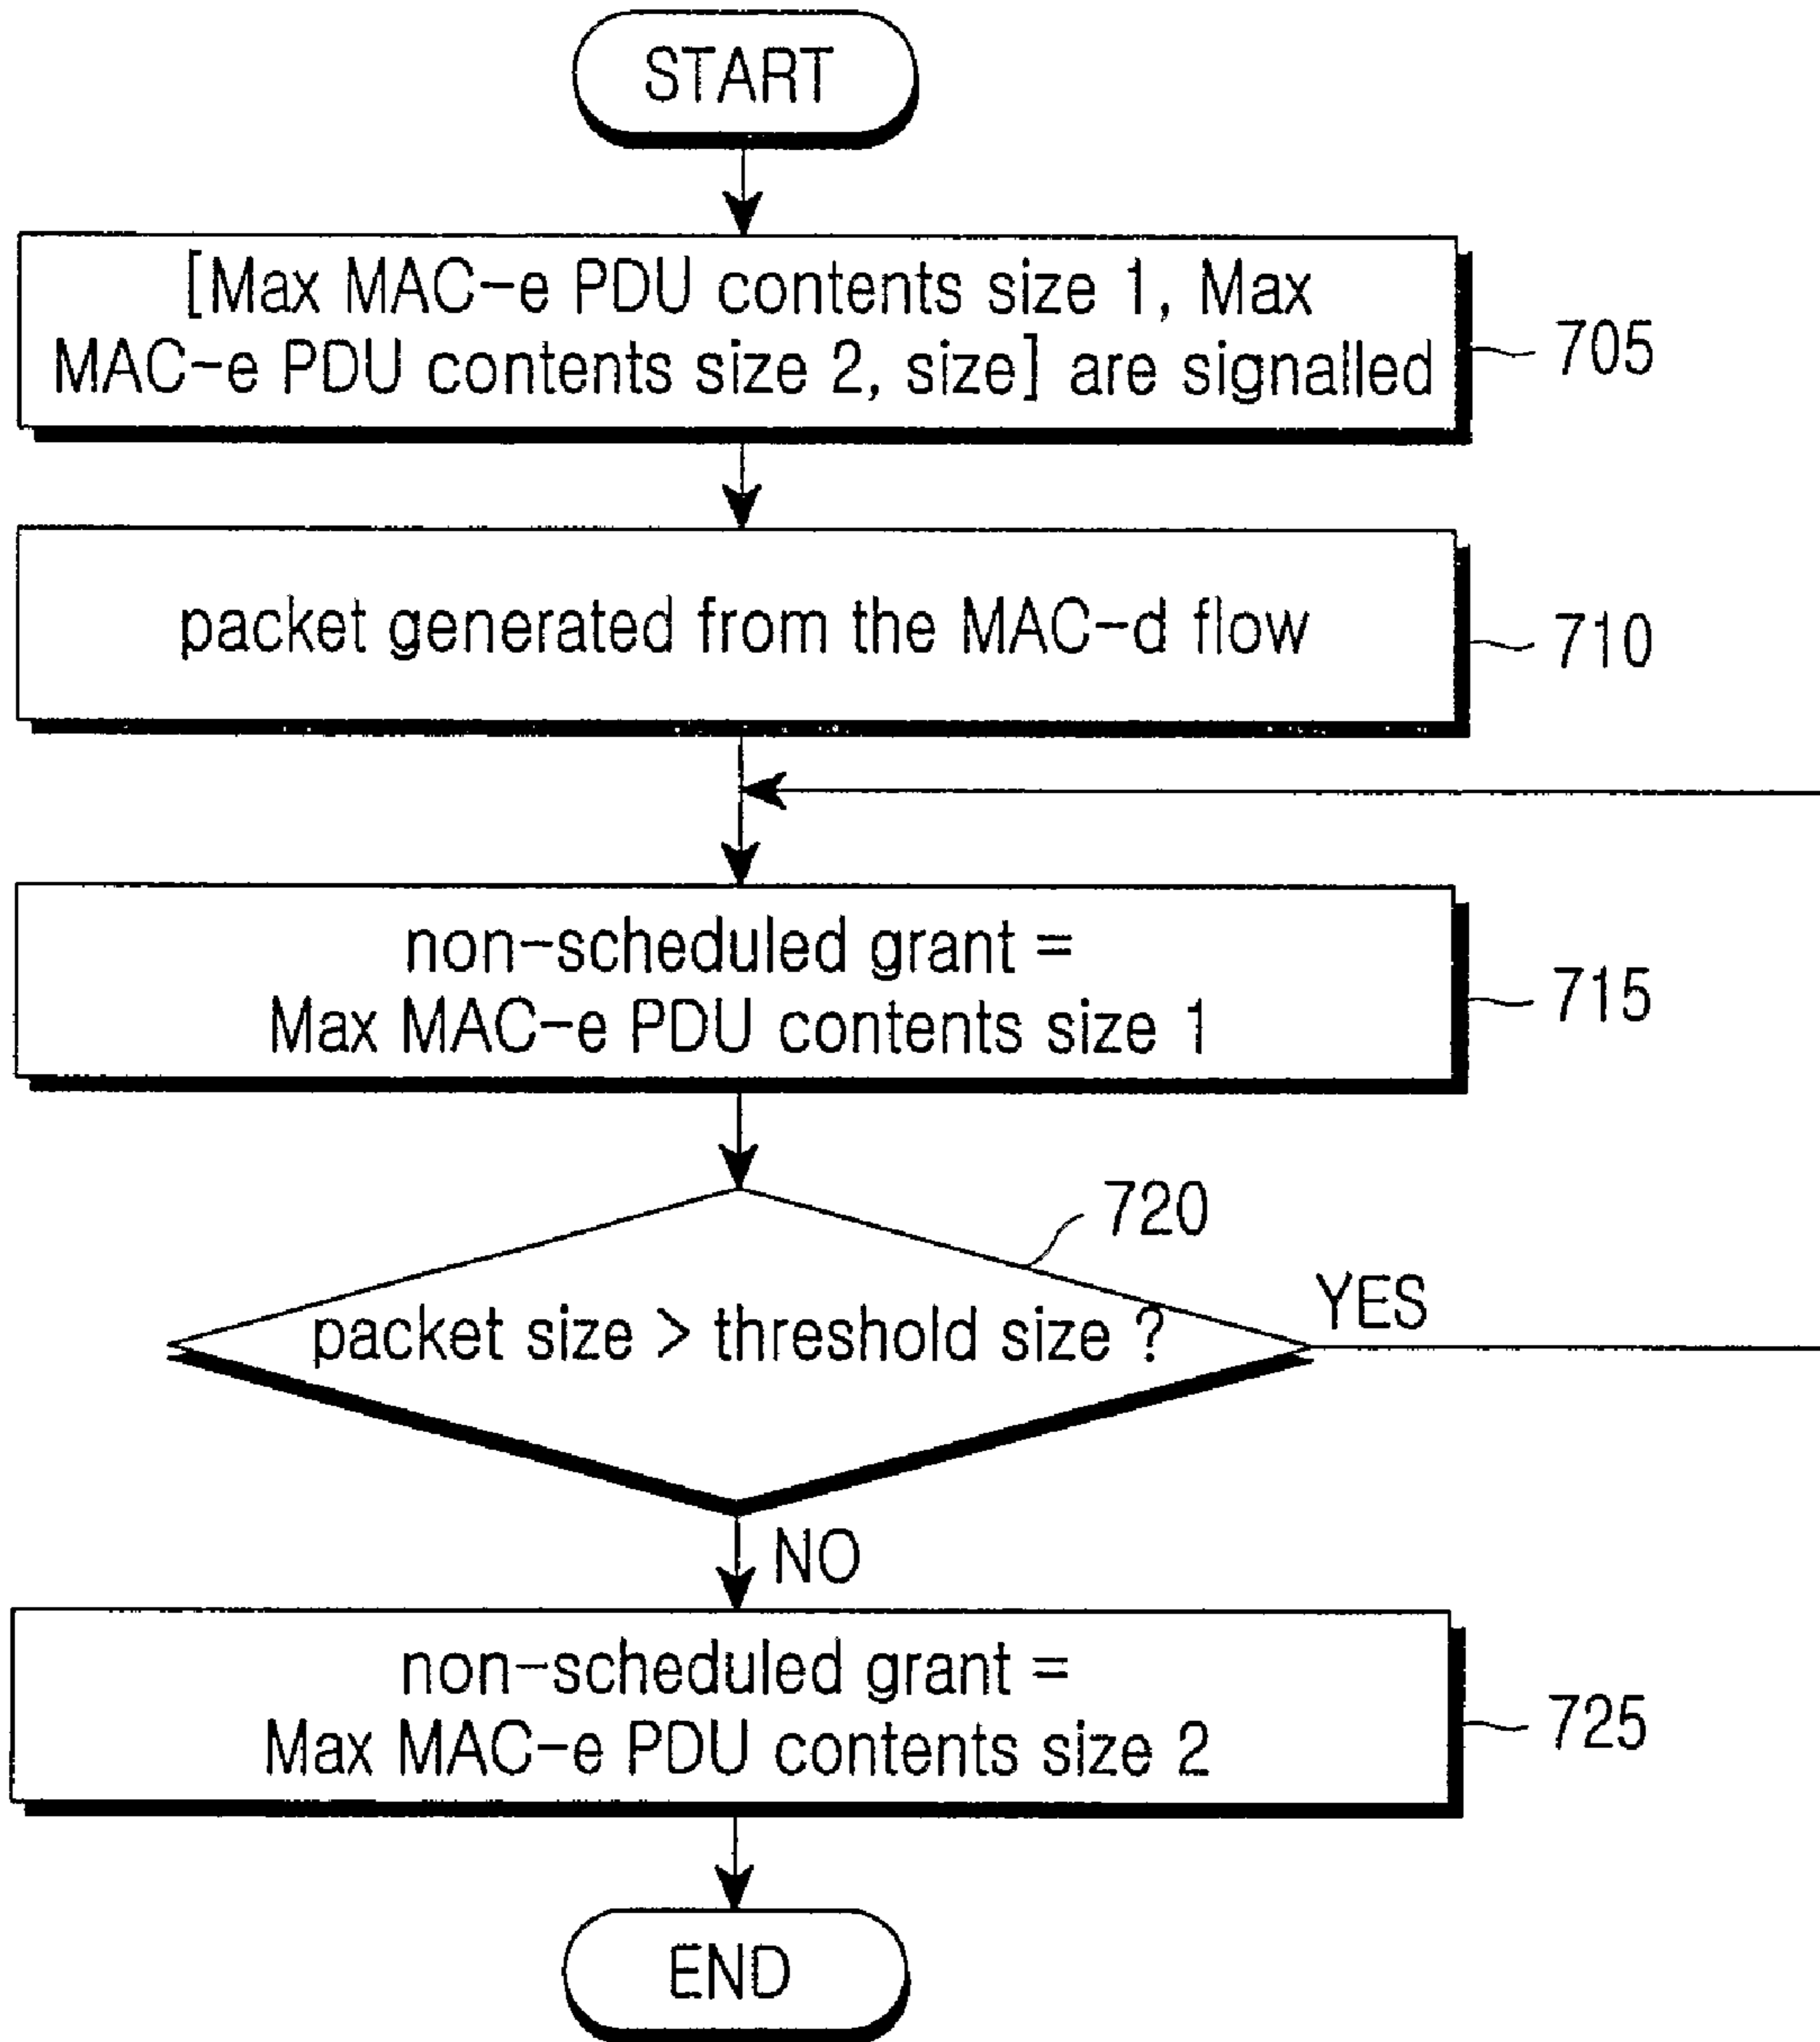 START
[Max MAC-e PDU contents size 1, Max
MAC-e PDU contents size 2, size] are signalled
705
packet generated from the MAC-d flow
710
non-scheduled grant =
Max MAC-e PDU contents size 1
715
720
packet size > threshold size ?
YES
NO
non-scheduled grant =
Max MAC-e PDU contents size 2
725
END